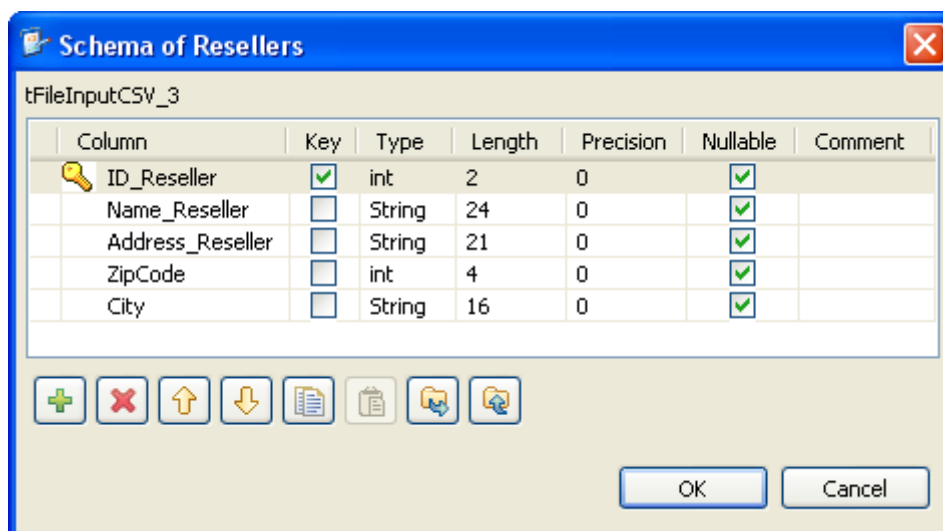 Schema of Resellers
tFileInputCSV_3
Column Key Type Length Precision Nullable Comment
ID_Reseller int 2 0
Name_Reseller String 24 0
Address_Reseller String 21 0
ZipCode int 4 0
City String 16 0
OK Cancel